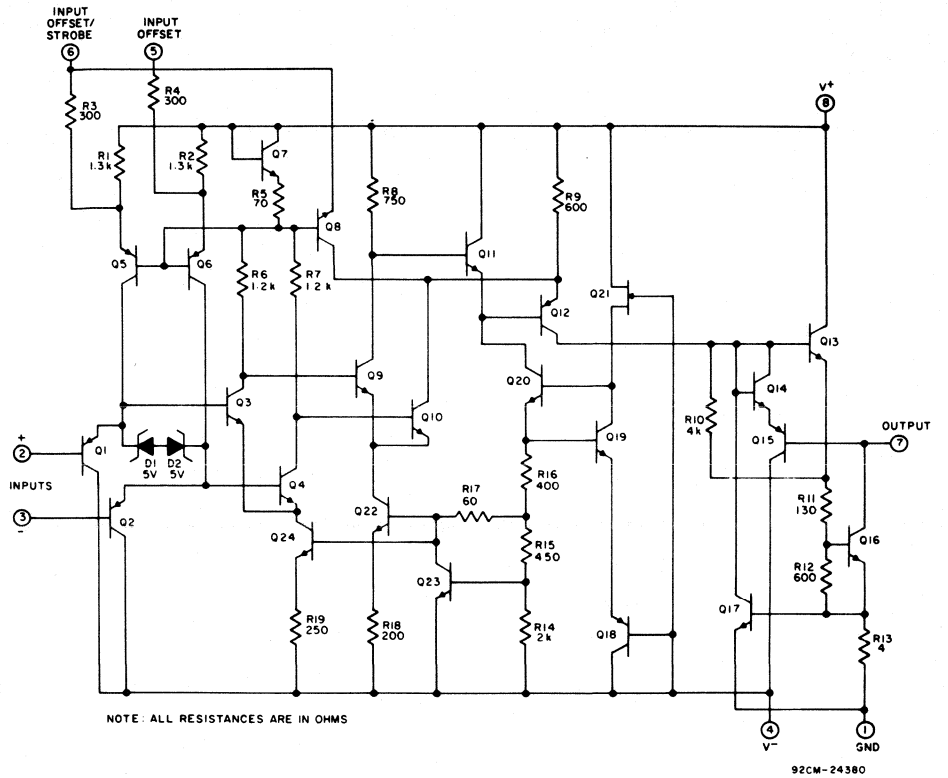 INPUT
OFFSET/
STROBE
6
INPUT
OFFSET
5
R4
300
R3
300
V+
8
R1
1.3 k
R2
1.3 k
Q7
R5
70
R8
750
R9
600
Q8
Q11
Q5
Q6
R6
1.2 k
R7
1.2 k
Q21
Q12
Q13
Q9
Q20
Q14
Q3
Q10
R10
4k
Q15
OUTPUT
7
Q19
+
2
Q1
D1
5V
D2
5V
INPUTS
R16
400
Q4
R17
60
R11
130
3
-
Q2
Q22
Q24
R15
450
Q16
Q23
R12
600
Q17
R19
250
R18
200
R14
2k
Q18
R13
4
NOTE: ALL RESISTANCES ARE IN OHMS
4
V-
1
GND
92CM-24380